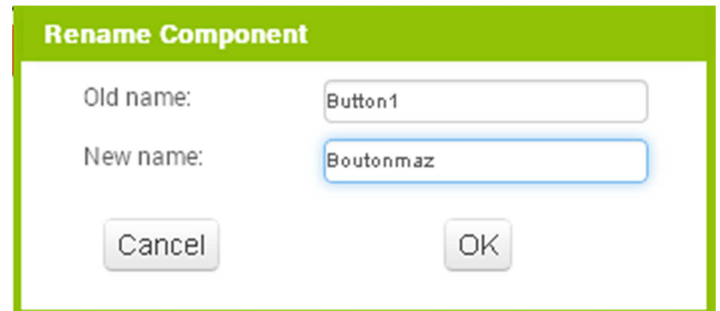 Rename Component
Old name: Button1
New name: Boutonmaz
Cancel OK